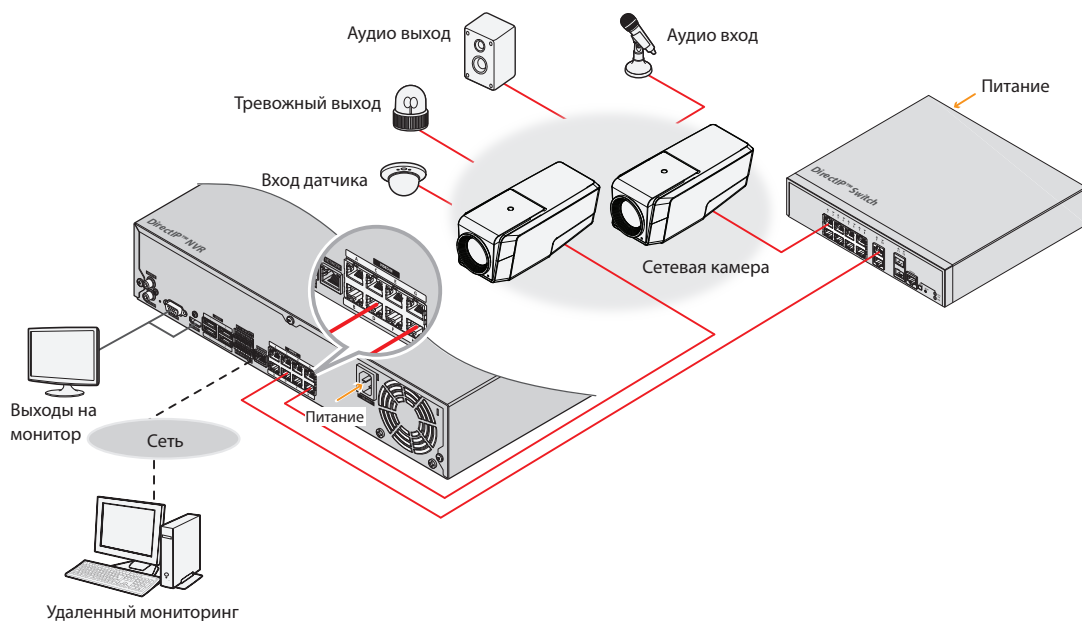 Аудио выход
Аудио вход
Питание
Тревожный выход
Вход датчика
DirectIP™ Switch
DirectIP™ NVR
Сетевая камера
Выходы на
монитор
Питание
Сеть
Удаленный мониторинг